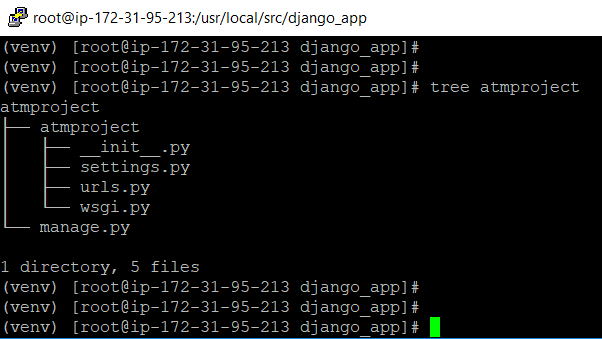 root@ip-172-31-95-213:/usr/local/src/django_app
(venv) [root@ip-172-31-95-213 django_app]#
(venv) [root@ip-172-31-95-213 django_app]#
(venv) [root@ip-172-31-95-213 django_app]# tree atmproject
atmproject
├── atmproject
│   ├── __init__.py
│   ├── settings.py
│   ├── urls.py
│   └── wsgi.py
└── manage.py

1 directory, 5 files
(venv) [root@ip-172-31-95-213 django_app]#
(venv) [root@ip-172-31-95-213 django_app]#
(venv) [root@ip-172-31-95-213 django_app]#